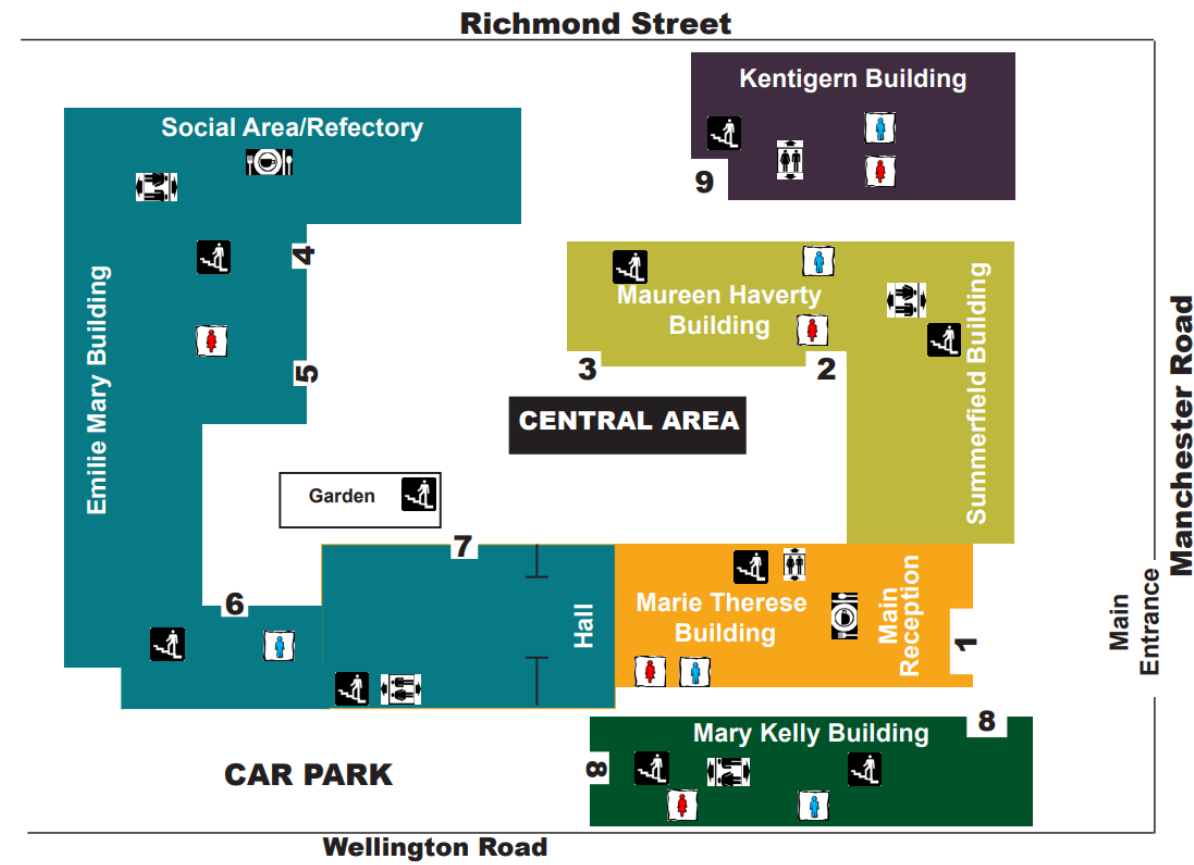 Richmond Street
Kentigern Building
Social Area/Refectory
9
4
Maureen Haverty
Building
Summerfield Building
Emilie Mary Building
5
3
2
Manchester Road
CENTRAL AREA
Garden
7
6
Hall
Marie Therese
Building
Main
Reception
1
Main
Entrance
8
Mary Kelly Building
8
CAR PARK
Wellington Road